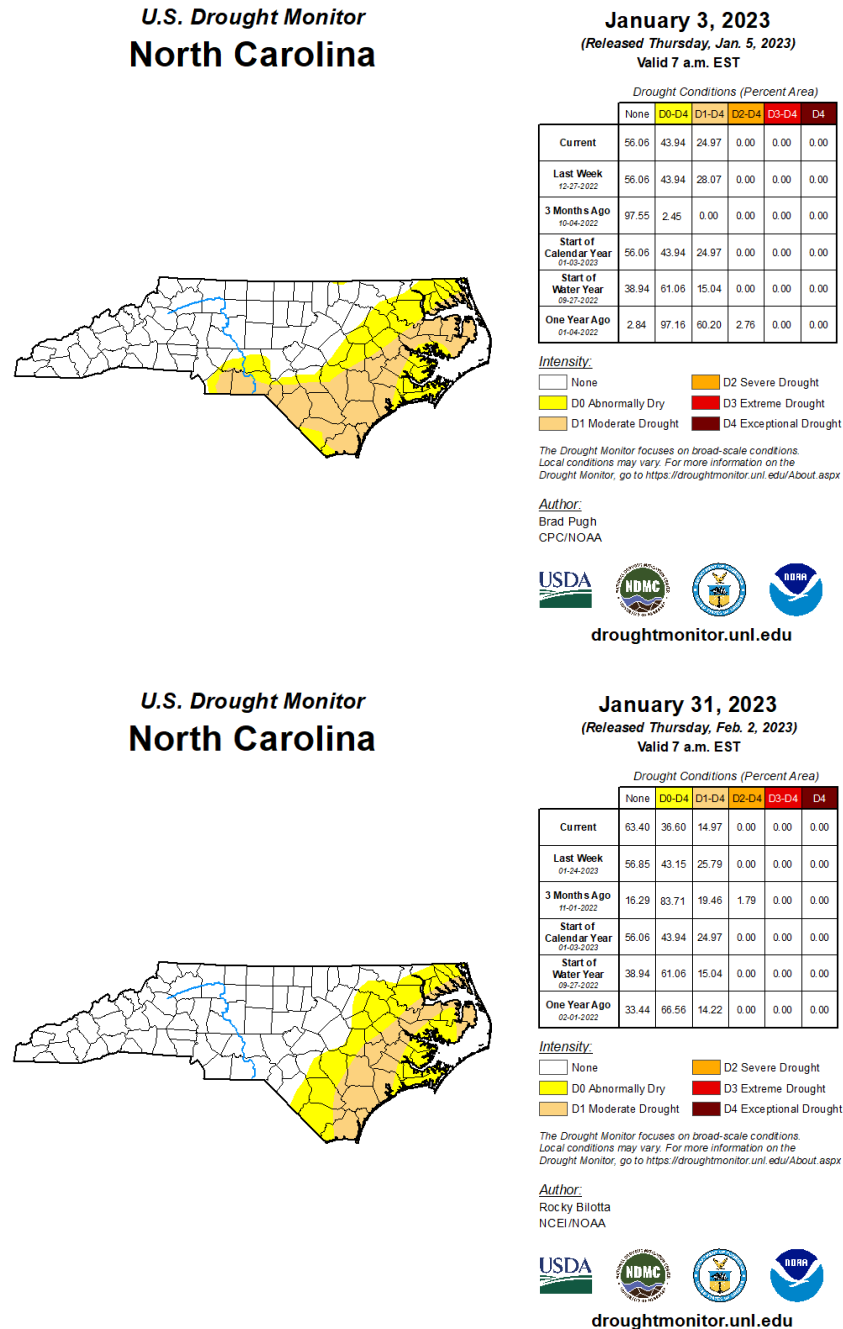 U.S. Drought Monitor
North Carolina
January 3, 2023
(Released Thursday, Jan. 5, 2023)
Valid 7 a.m. EST
Drought Conditions (Percent Area)
None D0-D4 D1-D4 D2-D4 D3-D4 D4
Current 56.06 43.94 24.97 0.00 0.00 0.00
Last Week
12-27-2022 56.06 43.94 28.07 0.00 0.00 0.00
3 Months Ago
10-04-2022 97.55 2.45 0.00 0.00 0.00 0.00
Start of
Calendar Year
01-03-2023 56.06 43.94 24.97 0.00 0.00 0.00
Start of
Water Year
09-27-2022 38.94 61.06 15.04 0.00 0.00 0.00
One Year Ago
01-04-2022 2.84 97.16 60.20 2.76 0.00 0.00
Intensity:
None D2 Severe Drought
D0 Abnormally Dry D3 Extreme Drought
D1 Moderate Drought D4 Exceptional Drought
The Drought Monitor focuses on broad-scale conditions.
Local conditions may vary. For more information on the
Drought Monitor, go to https://droughtmonitor.unl.edu/About.aspx
Author:
Brad Pugh
CPC/NOAA
USDA NDMC NOAA
droughtmonitor.unl.edu
U.S. Drought Monitor
North Carolina
January 31, 2023
(Released Thursday, Feb. 2, 2023)
Valid 7 a.m. EST
Drought Conditions (Percent Area)
None D0-D4 D1-D4 D2-D4 D3-D4 D4
Current 63.40 36.60 14.97 0.00 0.00 0.00
Last Week
01-24-2023 56.85 43.15 25.79 0.00 0.00 0.00
3 Months Ago
11-01-2022 16.29 83.71 19.46 1.79 0.00 0.00
Start of
Calendar Year
01-03-2023 56.06 43.94 24.97 0.00 0.00 0.00
Start of
Water Year
09-27-2022 38.94 61.06 15.04 0.00 0.00 0.00
One Year Ago
02-01-2022 33.44 66.56 14.22 0.00 0.00 0.00
Intensity:
None D2 Severe Drought
D0 Abnormally Dry D3 Extreme Drought
D1 Moderate Drought D4 Exceptional Drought
The Drought Monitor focuses on broad-scale conditions.
Local conditions may vary. For more information on the
Drought Monitor, go to https://droughtmonitor.unl.edu/About.aspx
Author:
Rocky Bilotta
NCEI/NOAA
USDA NDMC NOAA
droughtmonitor.unl.edu